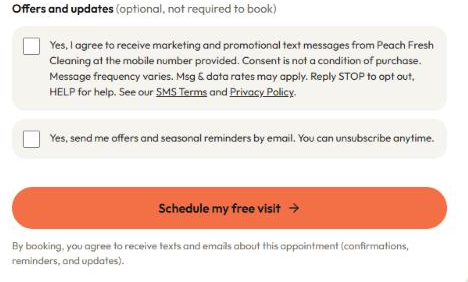 Offers and updates (optional, not required to book)
Yes, I agree to receive marketing and promotional text messages from Peach Fresh
Cleaning at the mobile number provided. Consent is not a condition of purchase.
Message frequency varies. Msg & data rates may apply. Reply STOP to opt out,
HELP for help. See our SMS Terms and Privacy Policy.
Yes, send me offers and seasonal reminders by email. You can unsubscribe anytime.
Schedule my free visit →
By booking, you agree to receive texts and emails about this appointment (confirmations,
reminders, and updates).